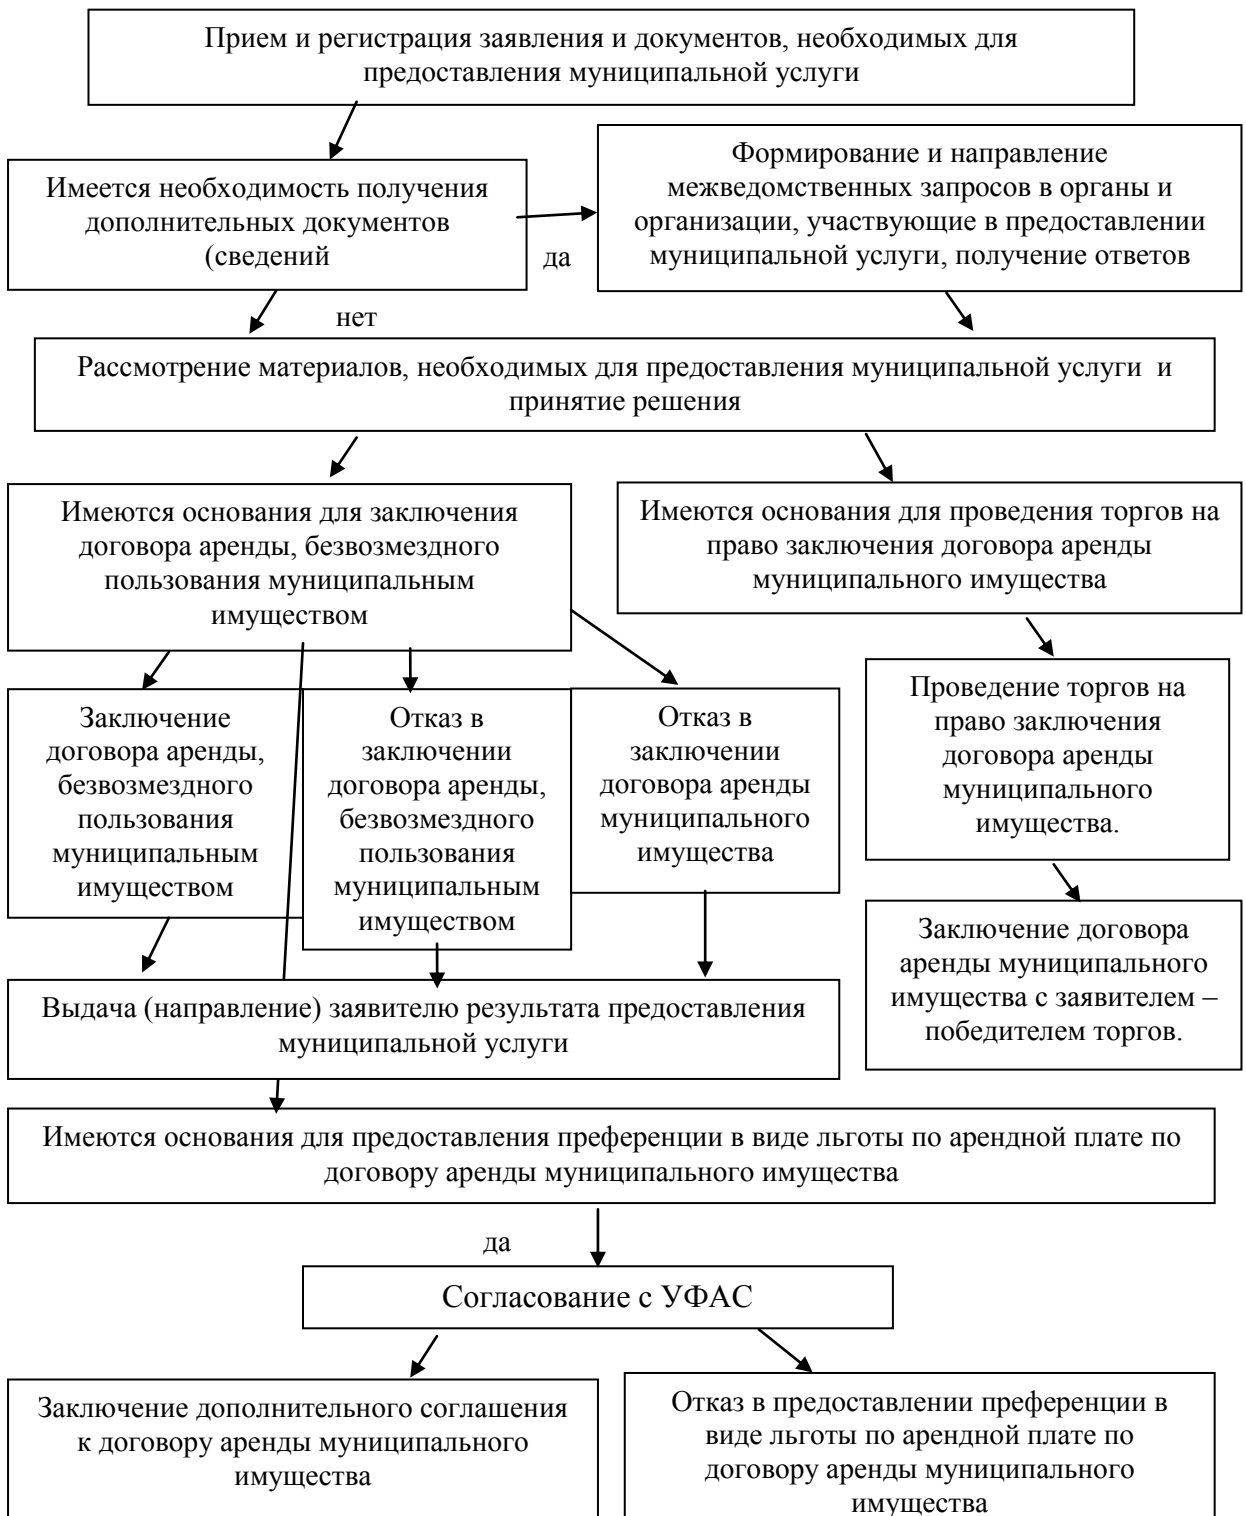 Прием и регистрация заявления и документов, необходимых для
предоставления муниципальной услуги
Имеется необходимость получения
дополнительных документов
(сведений
да
Формирование и направление
межведомственных запросов в органы и
организации, участвующие в предоставлении
муниципальной услуги, получение ответов
нет
Рассмотрение материалов, необходимых для предоставления муниципальной услуги и
принятие решения
Имеются основания для заключения
договора аренды, безвозмездного
пользования муниципальным
имуществом
Имеются основания для проведения торгов на
право заключения договора аренды
муниципального имущества
Заключение
договора аренды,
безвозмездного
пользования
муниципальным
имуществом
Отказ в
заключении
договора аренды,
безвозмездного
пользования
муниципальным
имуществом
Отказ в
заключении
договора аренды
муниципального
имущества
Проведение торгов на
право заключения
договора аренды
муниципального
имущества.
Заключение договора
аренды муниципального
имущества с заявителем –
победителем торгов.
Выдача (направление) заявителю результата предоставления
муниципальной услуги
Имеются основания для предоставления преференции в виде льготы по арендной плате по
договору аренды муниципального имущества
да
Согласование с УФАС
Заключение дополнительного соглашения
к договору аренды муниципального
имущества
Отказ в предоставлении преференции в
виде льготы по арендной плате по
договору аренды муниципального
имущества